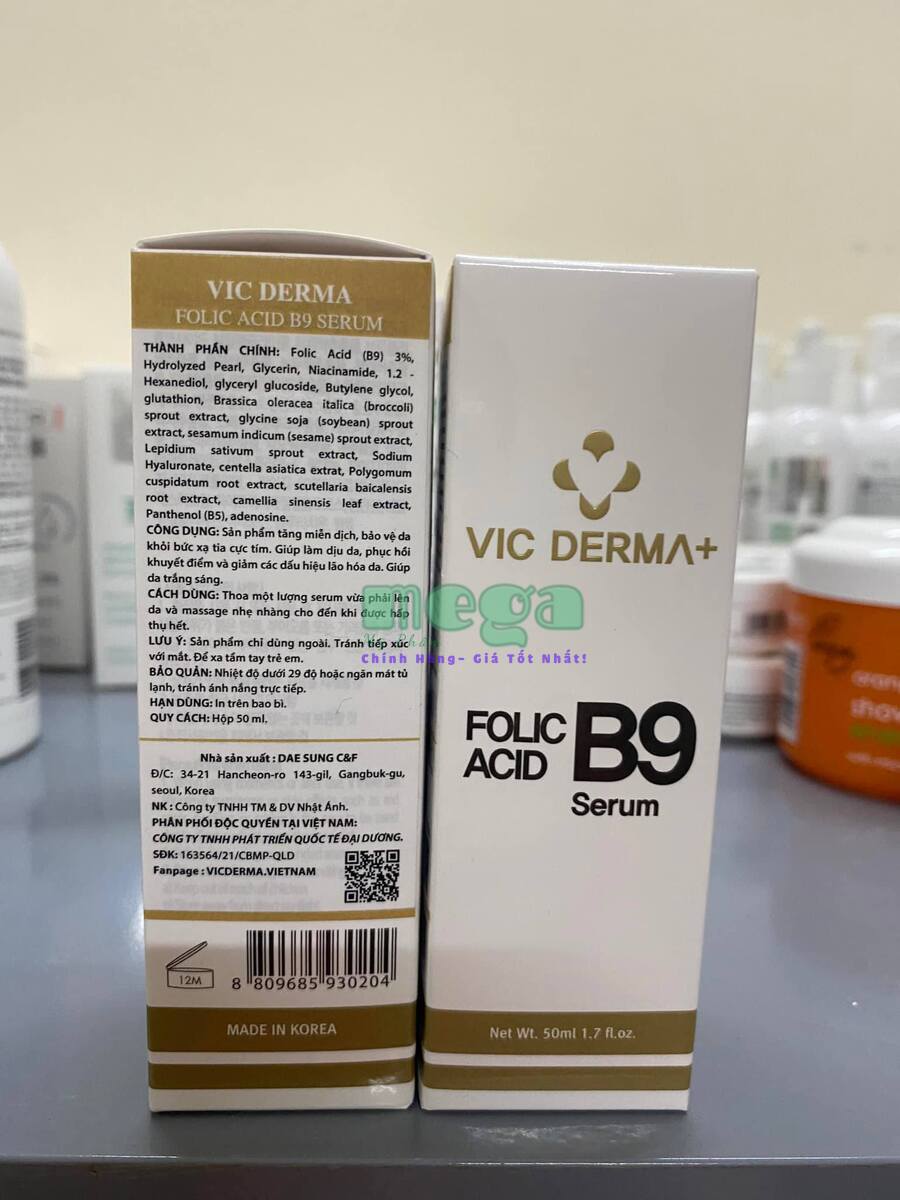 VIC DERMA
FOLIC ACID B9 SERUM
THÀNH PHẦN CHÍNH: Folic Acid (B9) 3%,
Hydrolyzed Pearl, Glycerin, Niacinamide, 1.2 -
Hexanediol, glyceryl glucoside, Butylene glycol,
glutathion, Brassica oleracea italica (broccoli)
sprout extract, glycine soja (soybean) sprout
extract, sesamum indicum (sesame) sprout extract,
Lepidium sativum sprout extract, Sodium
Hyaluronate, centella asiatica extrat, Polygomum
cuspidatum root extract, scutellaria baicalensis
root extract, camellia sinensis leaf extract,
Panthenol (B5), adenosine.
CÔNG DỤNG: Sản phẩm tăng miễn dịch, bảo vệ da
khỏi bức xạ tia cực tím. Giúp làm dịu da, phục hồi
khuyết điểm và giảm các dấu hiệu lão hóa da. Giúp
da trắng sáng.
CÁCH DÙNG: Thoa một lượng serum vừa phải lên
da và massage nhẹ nhàng cho đến khi được hấp
thụ hết.
LƯU Ý: Sản phẩm chỉ dùng ngoài. Tránh tiếp xúc
với mắt. Để xa tầm tay trẻ em.
BẢO QUẢN: Nhiệt độ dưới 29 độ hoặc ngăn mát tủ
lạnh, tránh ánh nắng trực tiếp.
HẠN DÙNG: In trên bao bì.
QUY CÁCH: Hộp 50 ml.
Nhà sản xuất : DAE SUNG C&F
Đ/C: 34-21 Hancheon-ro 143-gil, Gangbuk-gu,
seoul, Korea
NK : Công ty TNHH TM & DV Nhật Ánh.
PHÂN PHỐI ĐỘC QUYỀN TẠI VIỆT NAM:
CÔNG TY TNHH PHÁT TRIỂN QUỐC TẾ ĐẠI DƯƠNG.
SĐK: 163564/21/CBMP-QLD
Fanpage : VICDERMA.VIETNAM
12M
8 809685 930204
MADE IN KOREA
VIC DERMA+
mega
Mỹ Phẩm
Chính Hãng- Giá Tốt Nhất!
FOLIC
ACID
B9
Serum
Net Wt. 50ml 1.7 fl.oz.